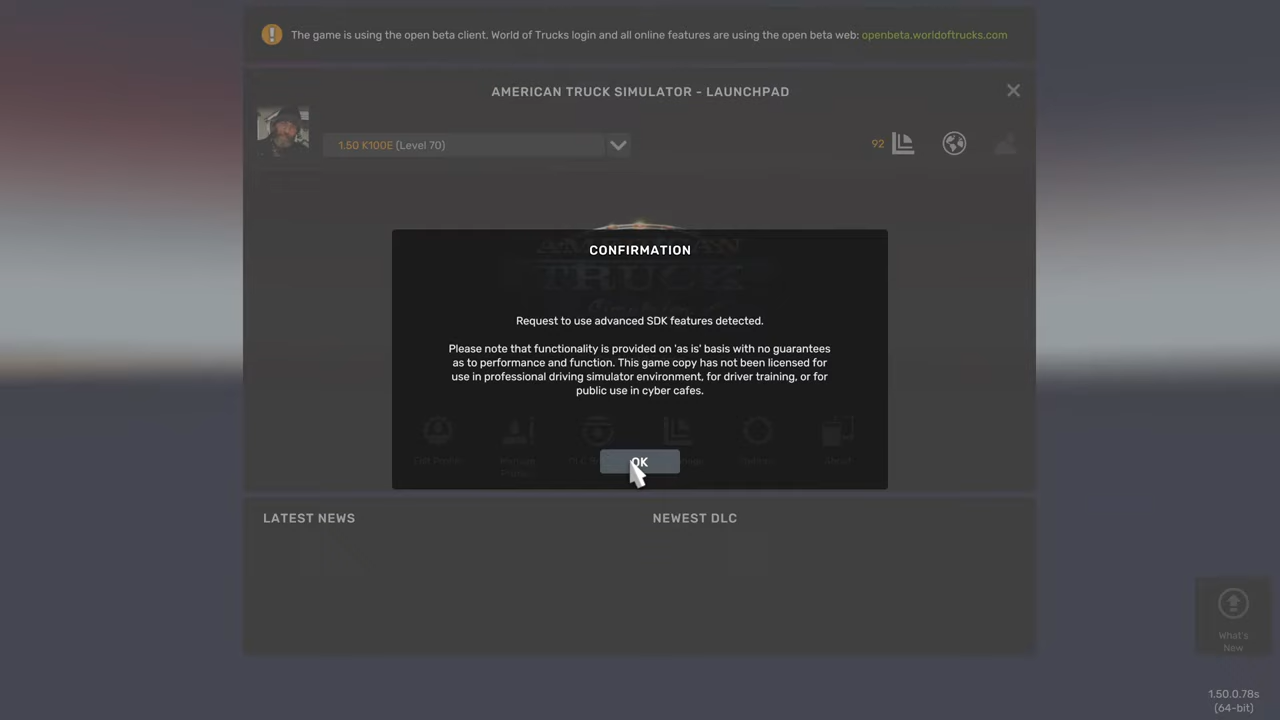 The game is using the open beta client. World of Trucks login and all online features are using the open beta web: openbeta.worldoftrucks.com
AMERICAN TRUCK SIMULATOR - LAUNCHPAD
1.50 K100E (Level 70)
92
AMERICAN
TRUCK
CONFIRMATION
Request to use advanced SDK features detected.
Please note that functionality is provided on 'as is' basis with no guarantees
as to performance and function. This game copy has not been licensed for
use in professional driving simulator environment, for driver training, or for
public use in cyber cafes.
Edit Profile
OK
LATEST NEWS
NEWEST DLC
What's
New
1.50.0.78s
(64-bit)